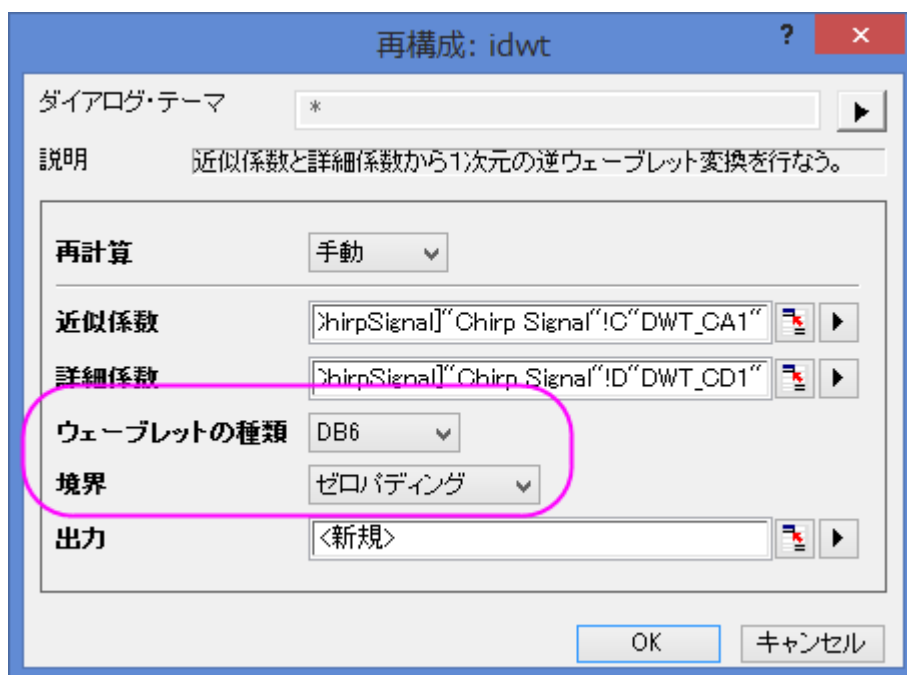 再構成: idwt ? ×
ダイアログ・テーマ *
説明 近似係数と詳細係数から1次元の逆ウェーブレット変換を行なう。
再計算 手動
近似係数 ChirpSignal]"Chirp Signal"!C"DWT_CA1"
詳細係数 ChirpSignal]"Chirp Signal"!D"DWT_CD1"
ウェーブレットの種類 DB6
境界 ゼロパディング
出力 <新規>
OK キャンセル